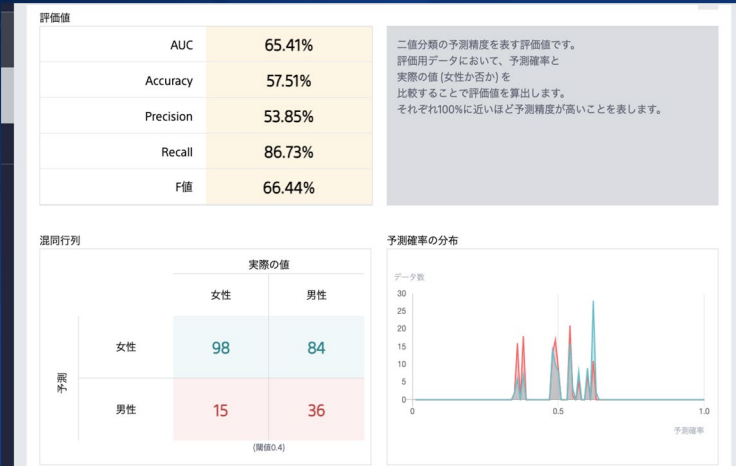 評価値
AUC 65.41%
Accuracy 57.51%
Precision 53.85%
Recall 86.73%
F値 66.44%
二値分類の予測精度を表す評価値です。
評価用データにおいて、予測確率と
実際の値 (女性か否か) を
比較することで評価値を算出します。
それぞれ100%に近いほど予測精度が高いことを表します。
混同行列
実際の値
女性 男性
予測
女性 98 84
男性 15 36
(閾値0.4)
予測確率の分布
データ数
30
25
20
15
10
5
0
0 0.5 1.0
予測確率